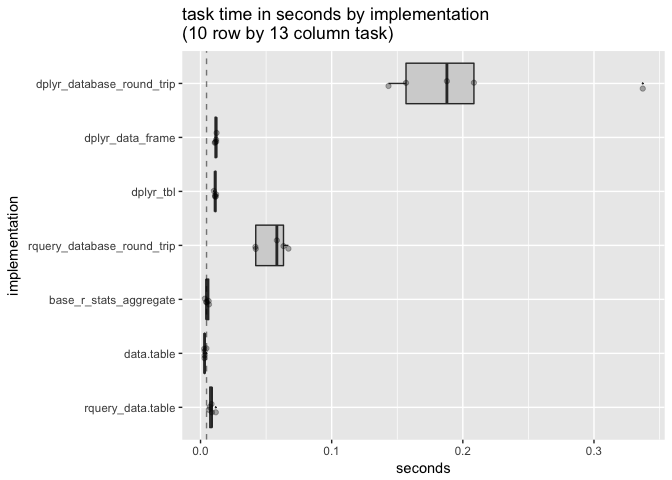 task time in seconds by implementation
(10 row by 13 column task)
implementation
dplyr_database_round_trip
dplyr_data_frame
dplyr_tbl
rquery_database_round_trip
base_r_stats_aggregate
data.table
rquery_data.table
0.0 0.1 0.2 0.3
seconds